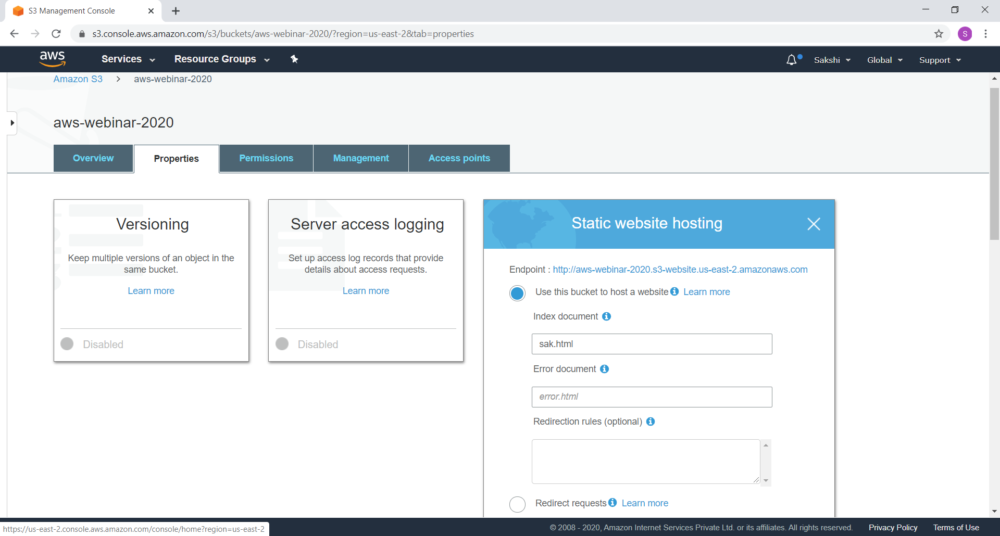 S3 Management Console
s3.console.aws.amazon.com/s3/buckets/aws-webinar-2020/?region=us-east-2&tab=properties
S
aws
Services
Resource Groups
Sakshi
Global
Support
Amazon S3 > aws-webinar-2020
aws-webinar-2020
Overview
Properties
Permissions
Management
Access points
Versioning
Keep multiple versions of an object in the
same bucket.
Learn more
Disabled
Server access logging
Set up access log records that provide
details about access requests.
Learn more
Disabled
Static website hosting
Endpoint : http://aws-webinar-2020.s3-website.us-east-2.amazonaws.com
Use this bucket to host a website Learn more
Index document
sak.html
Error document
error.html
Redirection rules (optional)
Redirect requests Learn more
https://us-east-2.console.aws.amazon.com/console/home?region=us-east-2
© 2008 - 2020, Amazon Internet Services Private Ltd. or its affiliates. All rights reserved.
Privacy Policy
Terms of Use